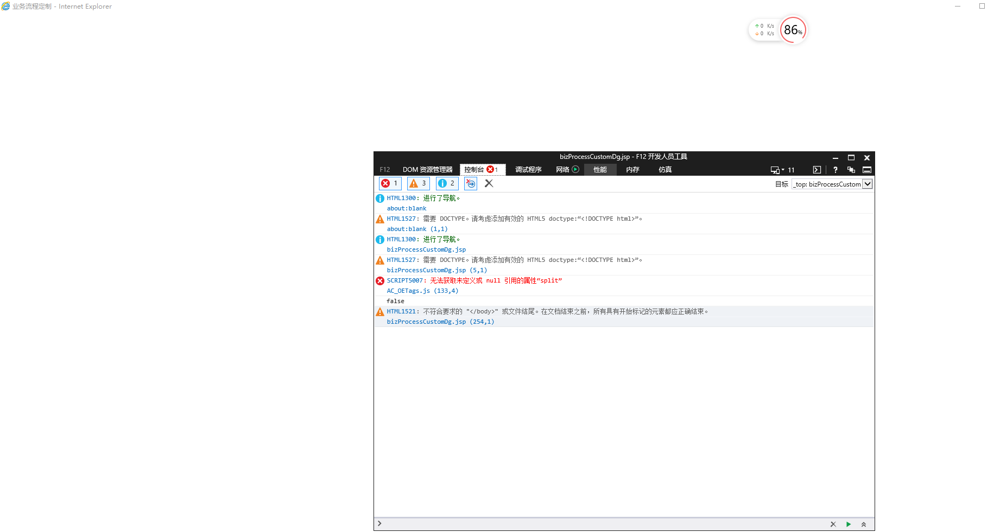 业务流程定制 - Internet Explorer
↑ 0 K/s
↓ 0 K/s
86%
bizProcessCustomDg.jsp - F12 开发人员工具
F12 DOM 资源管理器 控制台 1 调试程序 网络 性能 内存 仿真 11 ?
1 3 2 目标 _top: bizProcessCustom
HTML1300: 进行了导航。
about:blank
HTML1527: 需要 DOCTYPE。请考虑添加有效的 HTML5 doctype:“<!DOCTYPE html>”。
about:blank (1,1)
HTML1300: 进行了导航。
bizProcessCustomDg.jsp
HTML1527: 需要 DOCTYPE。请考虑添加有效的 HTML5 doctype:“<!DOCTYPE html>”。
bizProcessCustomDg.jsp (5,1)
SCRIPT5007: 无法获取未定义或 null 引用的属性“split”
AC_OETags.js (133,4)
false
HTML1521: 不符合要求的 "</body>" 或文件结尾。在文档结束之前，所有具有开始标记的元素都应正确结束。
bizProcessCustomDg.jsp (254,1)